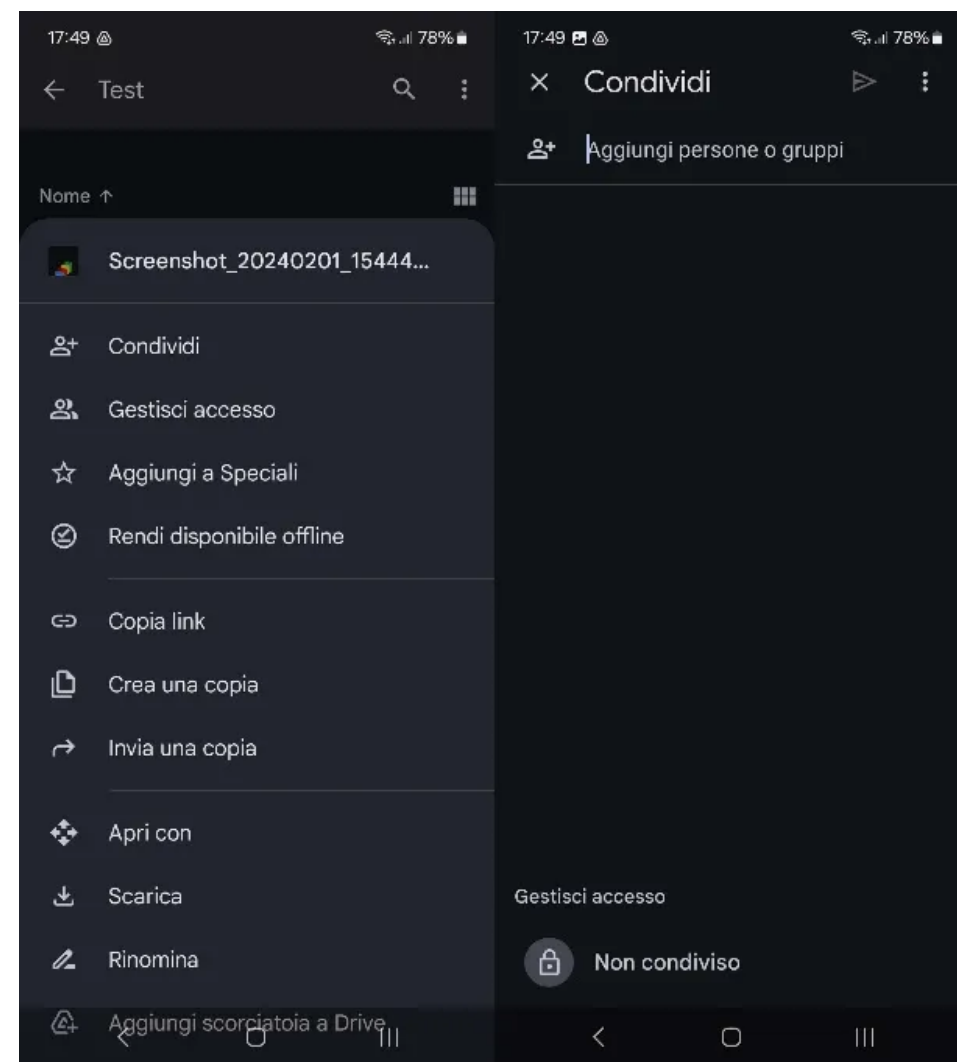 17:49
78%
Test
Nome
Screenshot_20240201_15444...
Condividi
Gestisci accesso
Aggiungi a Speciali
Rendi disponibile offline
Copia link
Crea una copia
Invia una copia
Apri con
Scarica
Rinomina
Aggiungi scorciatoia a Drive
17:49
78%
Condividi
Aggiungi persone o gruppi
Gestisci accesso
Non condiviso